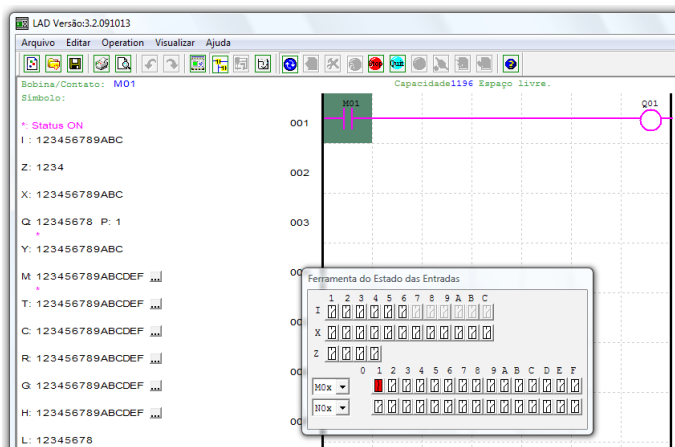 LAD Versão:3.2.091013
Arquivo Editar Operation Visualizar Ajuda
Bobina/Contato: M01
Capacidade1196 Espaço livre.
Símbolo:
M01
Q01
*: Status ON
001
I : 123456789ABC
Z: 1234
002
X: 123456789ABC
Q: 12345678 P: 1
003
*
Y: 123456789ABC
M: 123456789ABCDEF ...
*
T: 123456789ABCDEF ...
C: 123456789ABCDEF ...
R: 123456789ABCDEF ...
G: 123456789ABCDEF ...
H: 123456789ABCDEF ...
L: 12345678
Ferramenta do Estado das Entradas
1 2 3 4 5 6 7 8 9 A B C
I
X
Z
0 1 2 3 4 5 6 7 8 9 A B C D E F
M0x
N0x